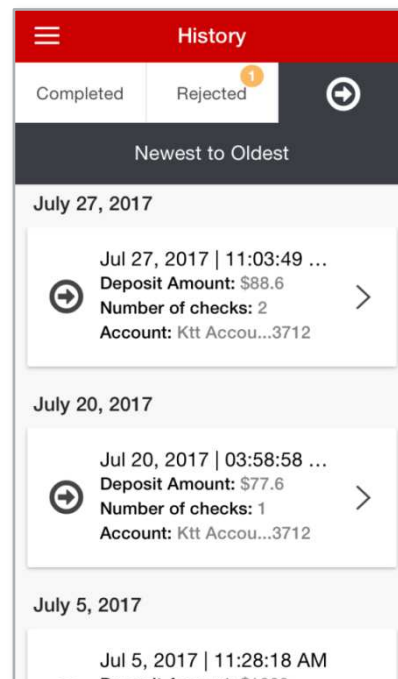 History
Completed
Rejected
1
Newest to Oldest
July 27, 2017
Jul 27, 2017 | 11:03:49 ...
Deposit Amount: $88.6
Number of checks: 2
Account: Ktt Accou...3712
July 20, 2017
Jul 20, 2017 | 03:58:58 ...
Deposit Amount: $77.6
Number of checks: 1
Account: Ktt Accou...3712
July 5, 2017
Jul 5, 2017 | 11:28:18 AM